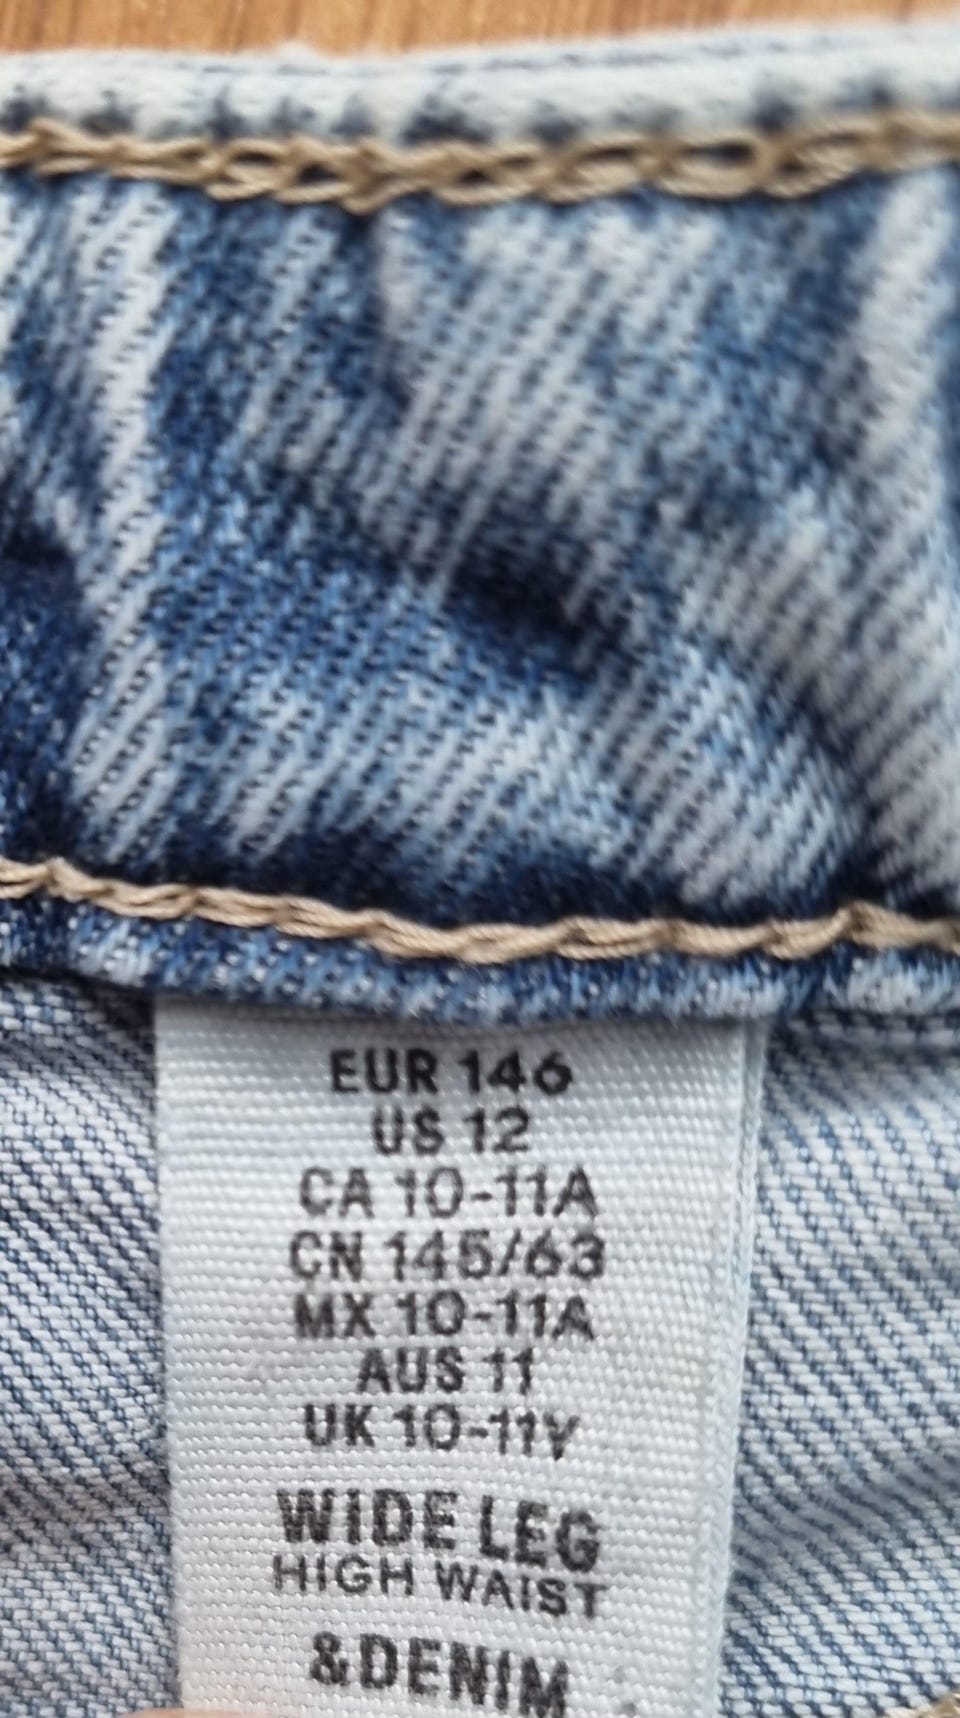 EUR 146
US 12
CA 10-11A
CN 145/63
MX 10-11A
AUS 11
UK 10-11Y
WIDE LEG
HIGH WAIST
&DENIM